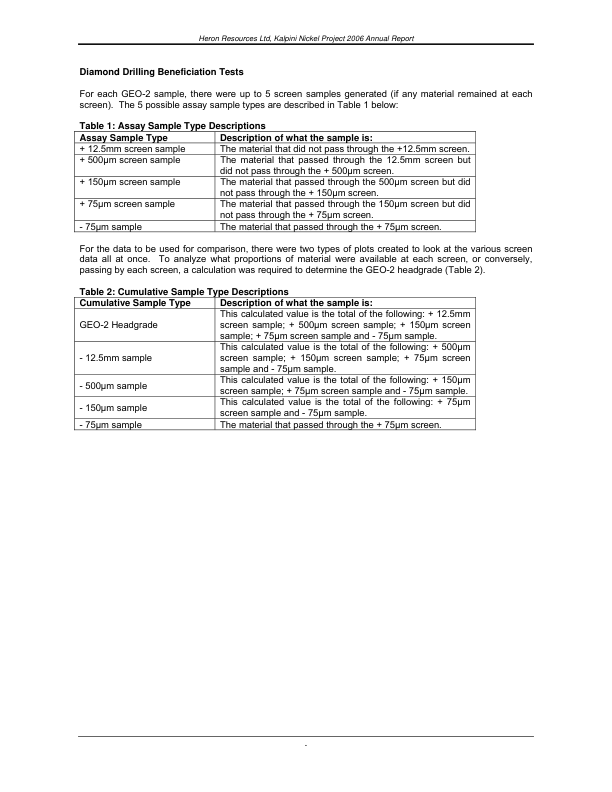 Heron Resources Ltd, Kalpini Nickel Project 2006 Annual Report
Diamond Drilling Beneficiation Tests
For each GEO-2 sample, there were up to 5 screen samples generated (if any material remained at each
screen). The 5 possible assay sample types are described in Table 1 below:
Table 1: Assay Sample Type Descriptions
Assay Sample Type Description of what the sample is:
+ 12.5mm screen sample The material that did not pass through the +12.5mm screen.
+ 500µm screen sample The material that passed through the 12.5mm screen but
did not pass through the + 500µm screen.
+ 150µm screen sample The material that passed through the 500µm screen but did
not pass through the + 150µm screen.
+ 75µm screen sample The material that passed through the 150µm screen but did
not pass through the + 75µm screen.
- 75µm sample The material that passed through the + 75µm screen.
For the data to be used for comparison, there were two types of plots created to look at the various screen
data all at once. To analyze what proportions of material were available at each screen, or conversely,
passing by each screen, a calculation was required to determine the GEO-2 headgrade (Table 2).
Table 2: Cumulative Sample Type Descriptions
Cumulative Sample Type Description of what the sample is:
GEO-2 Headgrade This calculated value is the total of the following: + 12.5mm
screen sample; + 500µm screen sample; + 150µm screen
sample; + 75µm screen sample and - 75µm sample.
- 12.5mm sample This calculated value is the total of the following: + 500µm
screen sample; + 150µm screen sample; + 75µm screen
sample and - 75µm sample.
- 500µm sample This calculated value is the total of the following: + 150µm
screen sample; + 75µm screen sample and - 75µm sample.
- 150µm sample This calculated value is the total of the following: + 75µm
screen sample and - 75µm sample.
- 75µm sample The material that passed through the + 75µm screen.
-